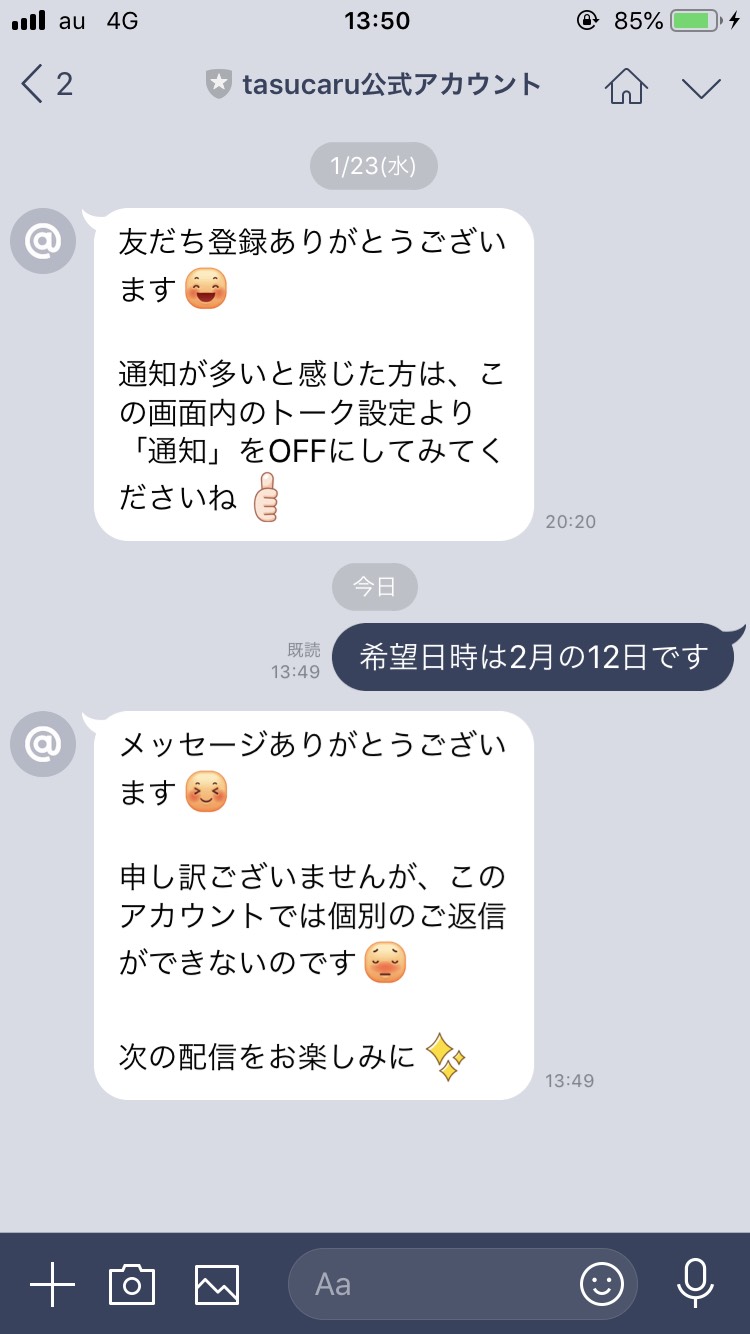 au 4G 13:50 85%
2 tasucaru公式アカウント
1/23(水)
友だち登録ありがとうござい
ます
通知が多いと感じた方は、こ
の画面内のトーク設定より
「通知」をOFFにしてみてく
ださいね
20:20
今日
既読
13:49
希望日時は2月の12日です
メッセージありがとうござい
ます
申し訳ございませんが、この
アカウントでは個別のご返信
ができないのです
次の配信をお楽しみに
13:49
Aa